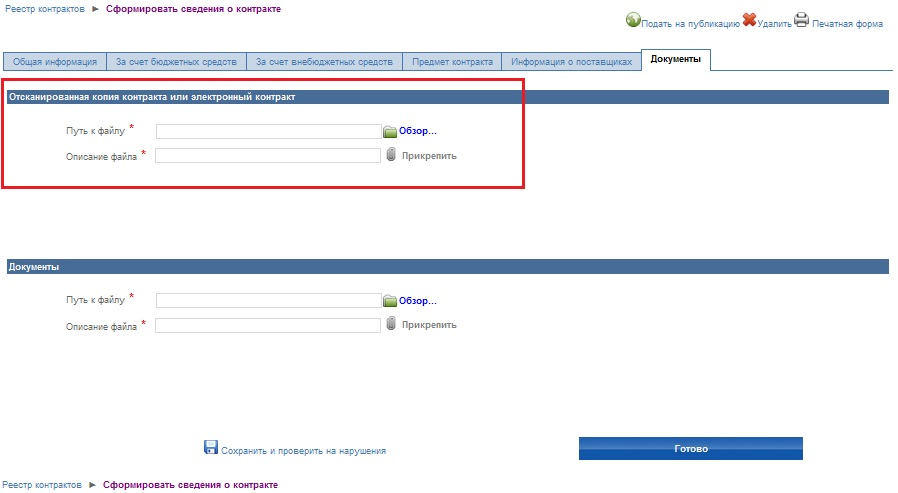 Реестр контрактов ► Сформировать сведения о контракте
Подать на публикацию Удалить Печатная форма
Общая информация За счет бюджетных средств За счет внебюджетных средств Предмет контракта Информация о поставщиках Документы
Отсканированная копия контракта или электронный контракт
Путь к файлу * Обзор...
Описание файла * Прикрепить
Документы
Путь к файлу * Обзор...
Описание файла * Прикрепить
Сохранить и проверить на нарушения Готово
Реестр контрактов ► Сформировать сведения о контракте